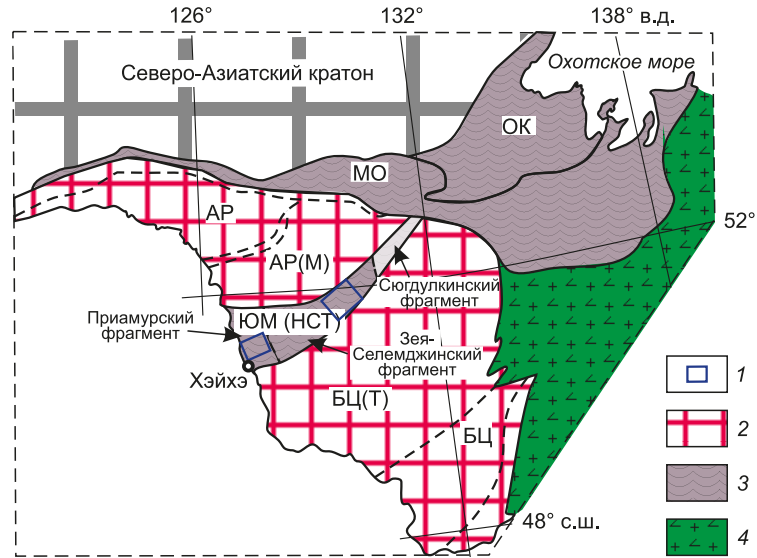 126°
132°
138° в.д.
Северо-Азиатский кратон
Охотское море
ОК
МО
АР
52°
АР(М)
Сюгдулкинский
фрагмент
Приамурский
фрагмент
ЮМ (НСТ)
Зея-
Селемджинский
фрагмент
Хэйхэ
БЦ(Т)
БЦ
48° с.ш.
1
2
3
4